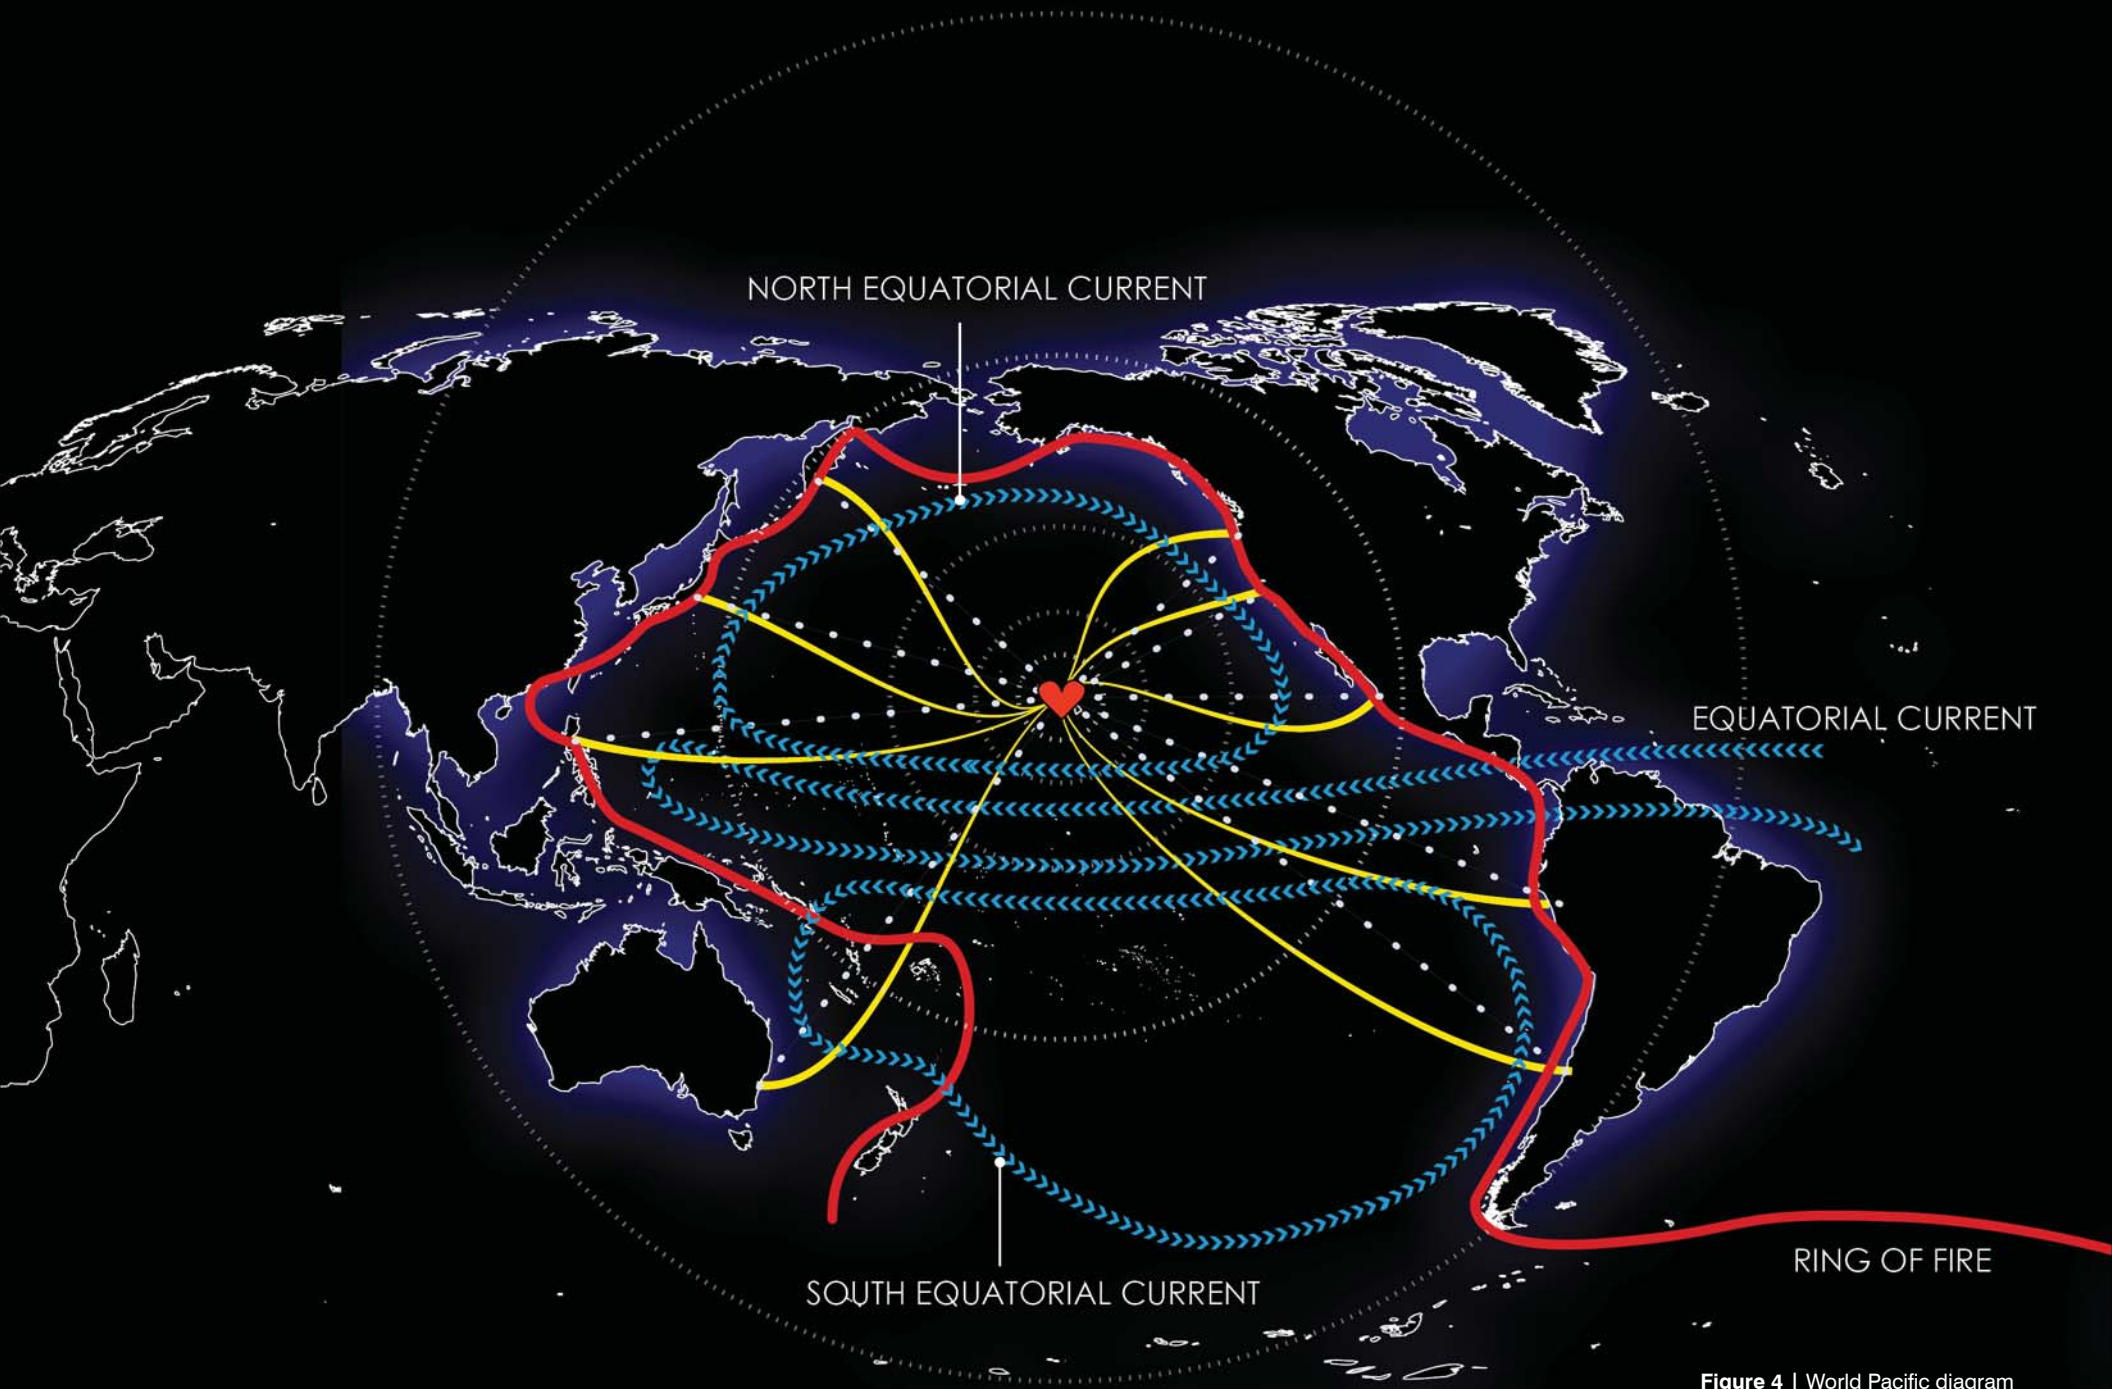 NORTH EQUATORIAL CURRENT
EQUATORIAL CURRENT
RING OF FIRE
SOUTH EQUATORIAL CURRENT
Figure 4 | World Pacific diagram